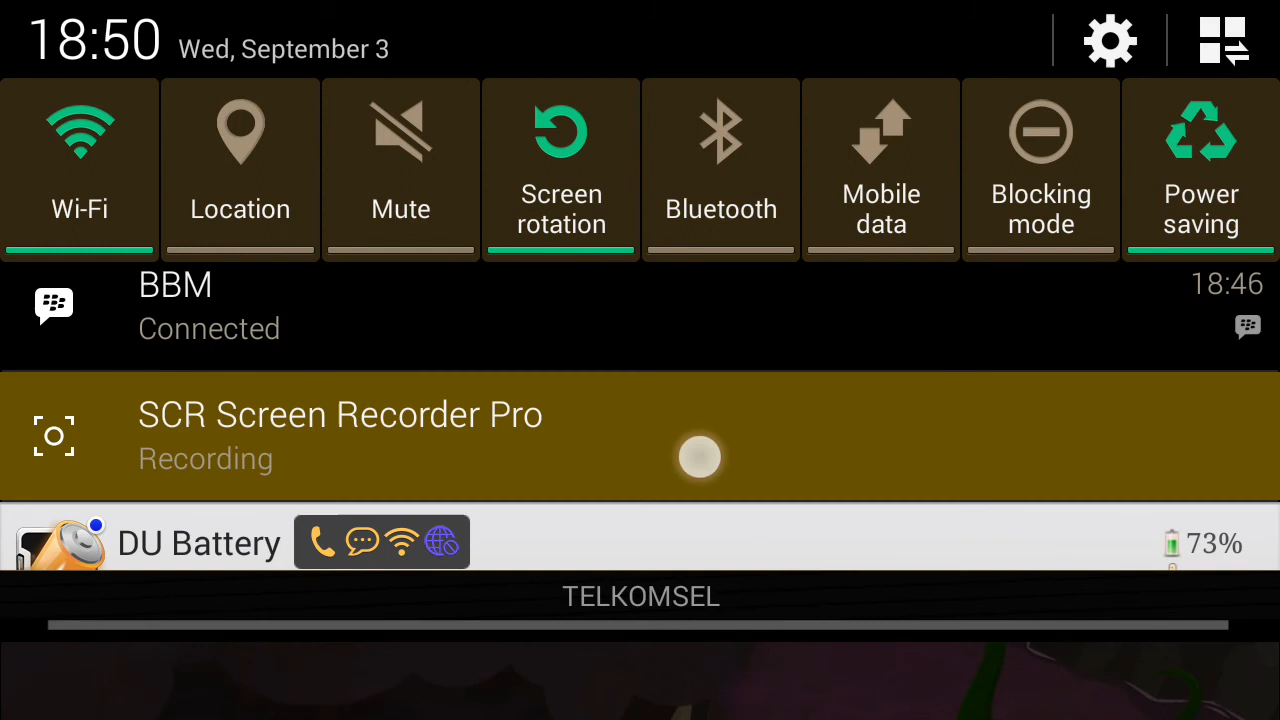 18:50 Wed, September 3
Wi-Fi
Location
Mute
Screen
rotation
Bluetooth
Mobile
data
Blocking
mode
Power
saving
BBM
18:46
Connected
SCR Screen Recorder Pro
Recording
DU Battery
73%
TELKOMSEL